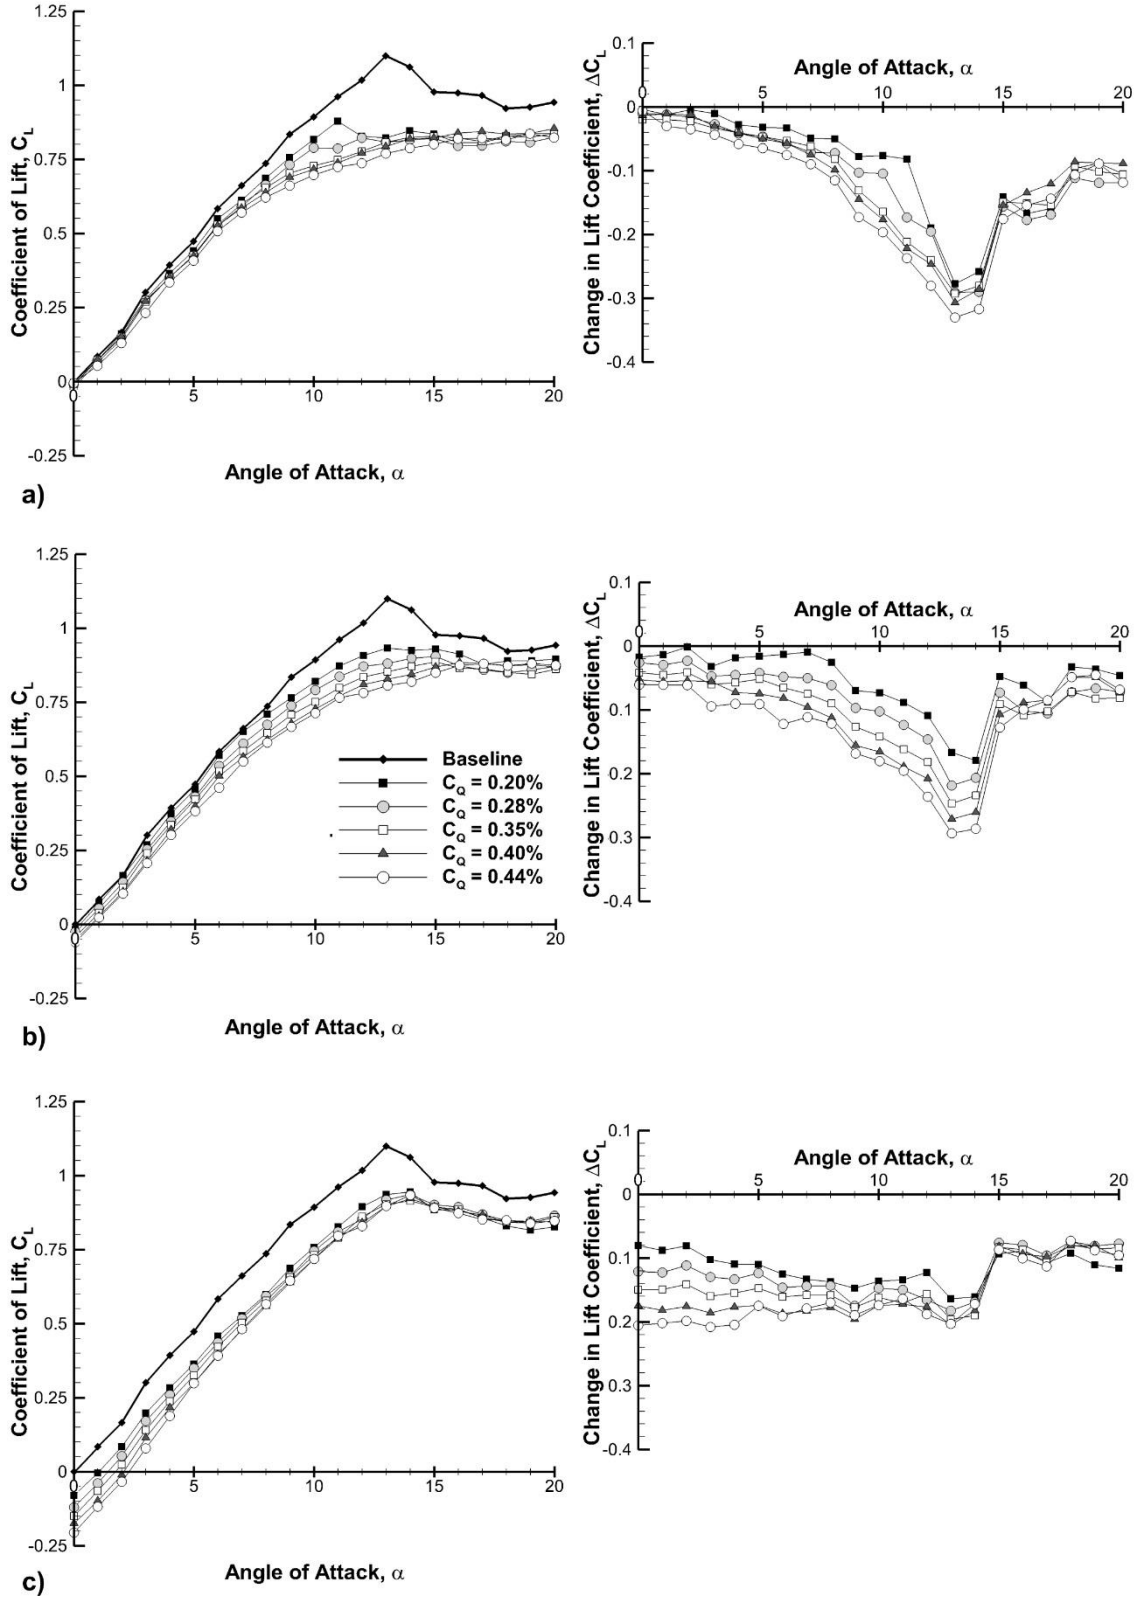 Coefficient of Lift, C_L
1.25
1
0.75
0.5
0.25
0
-0.25
0 5 10 15 20
Angle of Attack, α
a)
Change in Lift Coefficient, ΔC_L
0.1
Angle of Attack, α
0 5 10 15 20
0
-0.1
-0.2
-0.3
-0.4
Coefficient of Lift, C_L
1.25
1
0.75
0.5
0.25
0
-0.25
0 5 10 15 20
Baseline
C_Q = 0.20%
C_Q = 0.28%
C_Q = 0.35%
C_Q = 0.40%
C_Q = 0.44%
Angle of Attack, α
b)
Change in Lift Coefficient, ΔC_L
0.1
Angle of Attack, α
0 5 10 15 20
0
0.1
0.2
0.3
-0.4
Coefficient of Lift, C_L
1.25
1
0.75
0.5
0.25
0
-0.25
0 5 10 15 20
Angle of Attack, α
c)
Change in Lift Coefficient, ΔC_L
0.1
Angle of Attack, α
0 5 10 15 20
0
0.1
0.2
0.3
-0.4